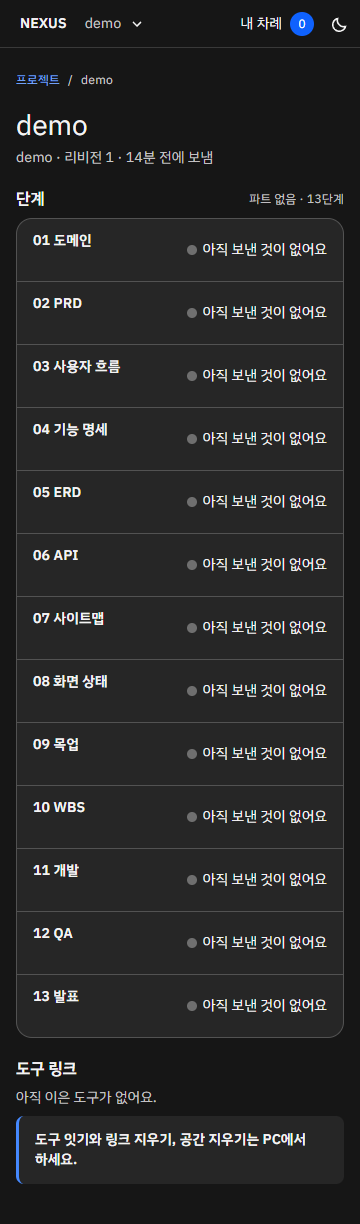 NEXUS demo 내 차례 0
프로젝트 / demo
demo
demo · 리비전 1 · 14분 전에 보냄
단계 파트 없음 · 13단계
01 도메인 아직 보낸 것이 없어요
02 PRD 아직 보낸 것이 없어요
03 사용자 흐름 아직 보낸 것이 없어요
04 기능 명세 아직 보낸 것이 없어요
05 ERD 아직 보낸 것이 없어요
06 API 아직 보낸 것이 없어요
07 사이트맵 아직 보낸 것이 없어요
08 화면 상태 아직 보낸 것이 없어요
09 목업 아직 보낸 것이 없어요
10 WBS 아직 보낸 것이 없어요
11 개발 아직 보낸 것이 없어요
12 QA 아직 보낸 것이 없어요
13 발표 아직 보낸 것이 없어요
도구 링크
아직 이은 도구가 없어요.
도구 잇기와 링크 지우기, 공간 지우기는 PC에서
하세요.